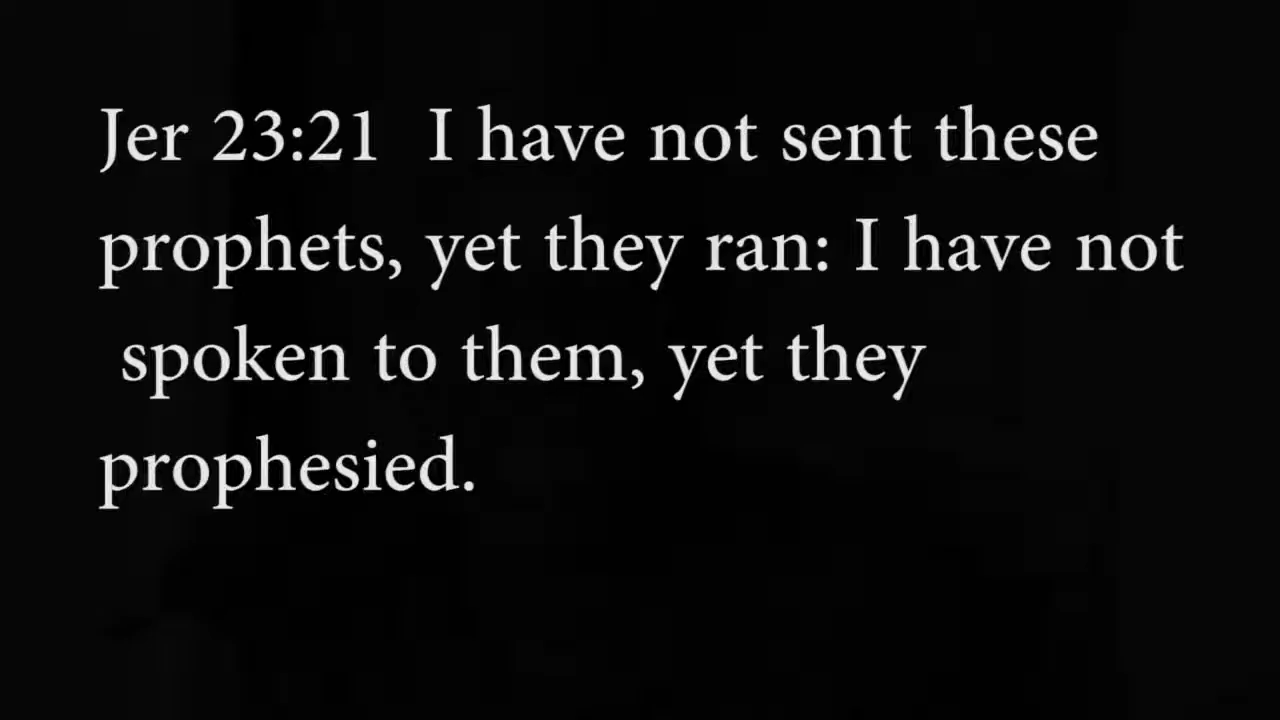 Jer 23:21  I have not sent these
prophets, yet they ran: I have not
spoken to them, yet they
prophesied.